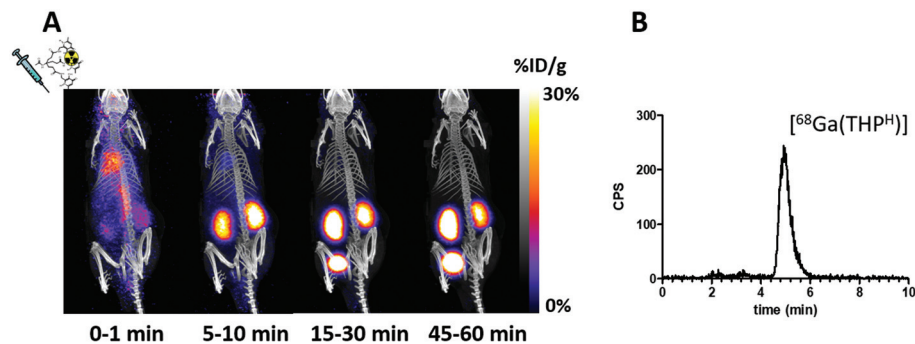 A
%ID/g
30%
0%
0-1 min
5-10 min
15-30 min
45-60 min
B
[⁶⁸Ga(THPᴴ)]
CPS
300
200
100
0
0
2
4
6
8
10
time (min)